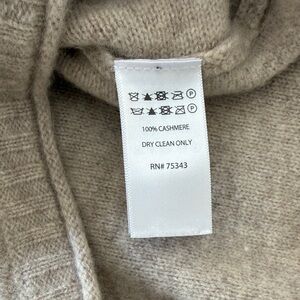 100% CASHMERE
DRY CLEAN ONLY
RN# 75343